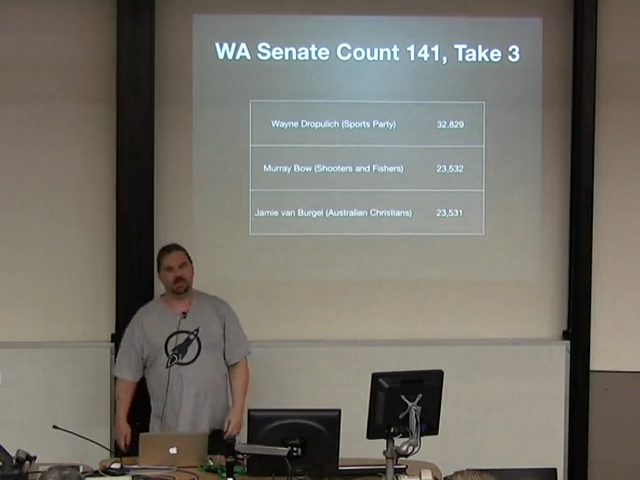 WA Senate Count 141, Take 3
Wayne Dropulich (Sports Party) 32,829
Murray Bow (Shooters and Fishers) 23,532
Jamie van Burgel (Australian Christians) 23,531